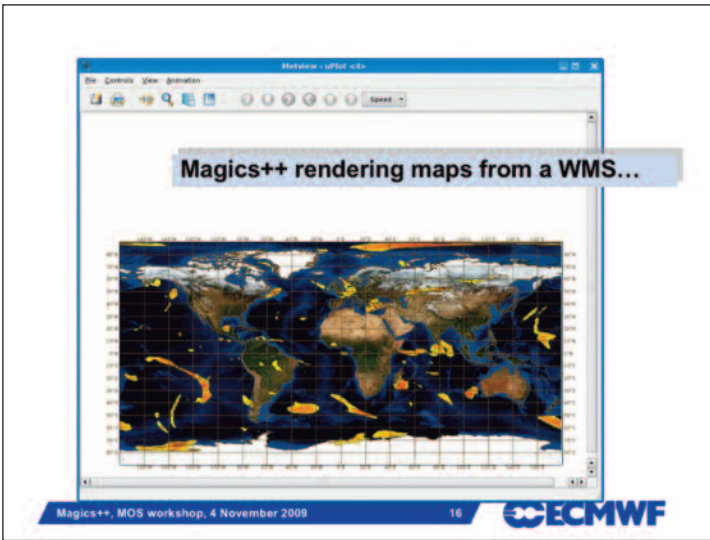 Metview - uPlot <4>
File Controls View Animation
Speed
Magics++ rendering maps from a WMS...
Magics++, MOS workshop, 4 November 2009
16
ECMWF